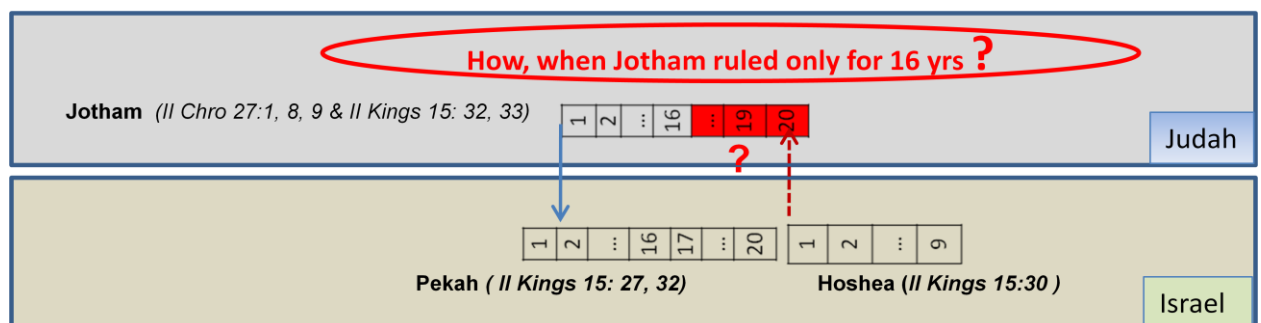 How, when Jotham ruled only for 16 yrs ?
Jotham (II Chro 27:1, 8, 9 & II Kings 15: 32, 33)
1 2 ... 16 ... 19 20
Judah
?
1 2 ... 16 17 ... 20 1 2 ... 9
Pekah ( II Kings 15: 27, 32) Hoshea (II Kings 15:30 )
Israel